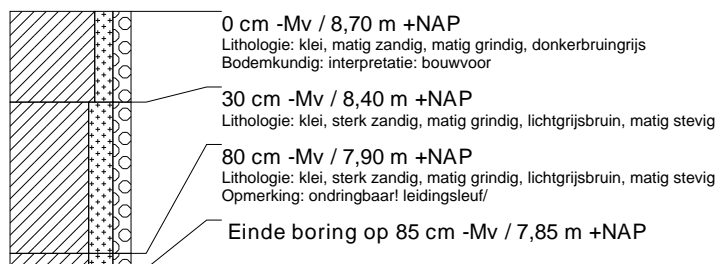 0 cm -Mv / 8,70 m +NAP
Lithologie: klei, matig zandig, matig grindig, donkerbruingrijs
Bodemkundig: interpretatie: bouwvoor
30 cm -Mv / 8,40 m +NAP
Lithologie: klei, sterk zandig, matig grindig, lichtgrijsbruin, matig stevig
80 cm -Mv / 7,90 m +NAP
Lithologie: klei, sterk zandig, matig grindig, lichtgrijsbruin, matig stevig
Opmerking: ondringbaar! leidingsleuf/
Einde boring op 85 cm -Mv / 7,85 m +NAP